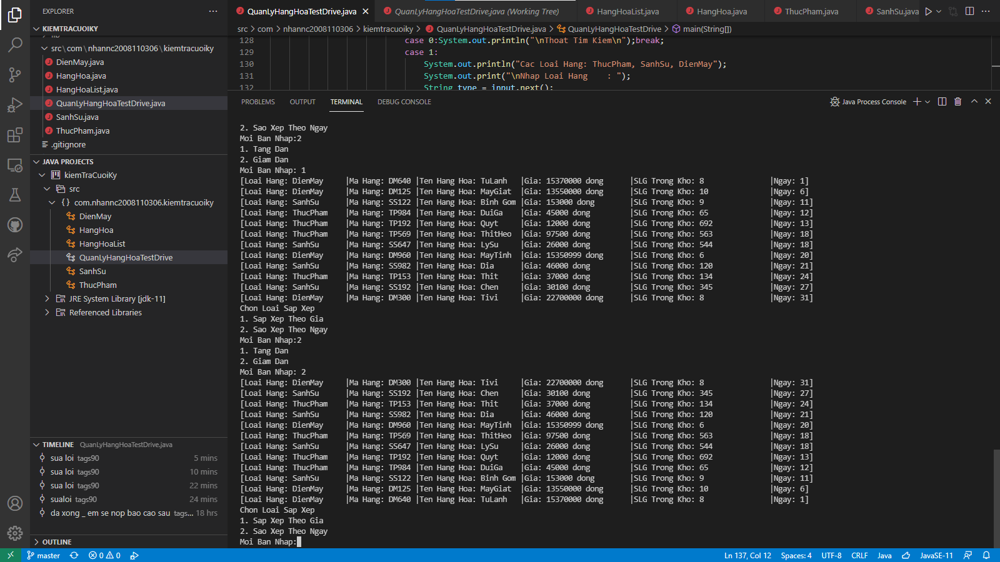 EXPLORER
KIEMTRACUOIKY
lib
src\com\nhannc2008110306\kiemtracuoiky
DienMay.java
HangHoa.java
HangHoaList.java
QuanLyHangHoaTestDrive.java
SanhSu.java
ThucPham.java
.gitignore
JAVA PROJECTS
kiemTraCuoiKy
src
{} com.nhannc2008110306.kiemtracuoiky
DienMay
HangHoa
HangHoaList
QuanLyHangHoaTestDrive
SanhSu
ThucPham
JRE System Library [jdk-11]
Referenced Libraries
TIMELINE QuanLyHangHoaTestDrive.java
sua loi tags90 5 mins
sua loi tags90 10 mins
sua loi tags90 22 mins
sualoi tags90 24 mins
da xong _ em se nop bao cao sau tags... 18 hrs
OUTLINE
QuanLyHangHoaTestDrive.java QuanLyHangHoaTestDrive.java (Working Tree) HangHoaList.java HangHoa.java ThucPham.java SanhSu.java
src > com > nhannc2008110306 > kiemtracuoiky > QuanLyHangHoaTestDrive.java > QuanLyHangHoaTestDrive > main(String[])
128 case 0:System.out.println("\nThoat Tim Kiem\n");break;
129 case 1:
130 System.out.println("Cac Loai Hang: ThucPham, SanhSu, DienMay");
131 System.out.print("\nNhap Loai Hang    : ");
132 String type = input.next();
PROBLEMS OUTPUT TERMINAL DEBUG CONSOLE Java Process Console
2. Sao Xep Theo Ngay
Moi Ban Nhap:2
1. Tang Dan
2. Giam Dan
Moi Ban Nhap: 1
[Loai Hang: DienMay |Ma Hang: DM640 |Ten Hang Hoa: TuLanh |Gia: 15370000 dong |SLG Trong Kho: 8 |Ngay: 1]
[Loai Hang: DienMay |Ma Hang: DM125 |Ten Hang Hoa: MayGiat |Gia: 13550000 dong |SLG Trong Kho: 10 |Ngay: 6]
[Loai Hang: SanhSu |Ma Hang: SS122 |Ten Hang Hoa: Binh Gom |Gia: 153000 dong |SLG Trong Kho: 9 |Ngay: 11]
[Loai Hang: ThucPham |Ma Hang: TP984 |Ten Hang Hoa: DuiGa |Gia: 45000 dong |SLG Trong Kho: 65 |Ngay: 12]
[Loai Hang: ThucPham |Ma Hang: TP192 |Ten Hang Hoa: Quyt |Gia: 12000 dong |SLG Trong Kho: 692 |Ngay: 13]
[Loai Hang: ThucPham |Ma Hang: TP569 |Ten Hang Hoa: ThitHeo |Gia: 97500 dong |SLG Trong Kho: 563 |Ngay: 18]
[Loai Hang: SanhSu |Ma Hang: SS647 |Ten Hang Hoa: LySu |Gia: 26000 dong |SLG Trong Kho: 544 |Ngay: 18]
[Loai Hang: DienMay |Ma Hang: DM960 |Ten Hang Hoa: MayTinh |Gia: 15350999 dong |SLG Trong Kho: 6 |Ngay: 20]
[Loai Hang: SanhSu |Ma Hang: SS982 |Ten Hang Hoa: Dia |Gia: 46000 dong |SLG Trong Kho: 120 |Ngay: 21]
[Loai Hang: ThucPham |Ma Hang: TP153 |Ten Hang Hoa: Thit |Gia: 37000 dong |SLG Trong Kho: 134 |Ngay: 24]
[Loai Hang: SanhSu |Ma Hang: SS192 |Ten Hang Hoa: Chen |Gia: 30100 dong |SLG Trong Kho: 345 |Ngay: 27]
[Loai Hang: DienMay |Ma Hang: DM300 |Ten Hang Hoa: Tivi |Gia: 22700000 dong |SLG Trong Kho: 8 |Ngay: 31]
Chon Loai Sap Xep
1. Sap Xep Theo Gia
2. Sao Xep Theo Ngay
Moi Ban Nhap:2
1. Tang Dan
2. Giam Dan
Moi Ban Nhap: 2
[Loai Hang: DienMay |Ma Hang: DM300 |Ten Hang Hoa: Tivi |Gia: 22700000 dong |SLG Trong Kho: 8 |Ngay: 31]
[Loai Hang: SanhSu |Ma Hang: SS192 |Ten Hang Hoa: Chen |Gia: 30100 dong |SLG Trong Kho: 345 |Ngay: 27]
[Loai Hang: ThucPham |Ma Hang: TP153 |Ten Hang Hoa: Thit |Gia: 37000 dong |SLG Trong Kho: 134 |Ngay: 24]
[Loai Hang: SanhSu |Ma Hang: SS982 |Ten Hang Hoa: Dia |Gia: 46000 dong |SLG Trong Kho: 120 |Ngay: 21]
[Loai Hang: DienMay |Ma Hang: DM960 |Ten Hang Hoa: MayTinh |Gia: 15350999 dong |SLG Trong Kho: 6 |Ngay: 20]
[Loai Hang: ThucPham |Ma Hang: TP569 |Ten Hang Hoa: ThitHeo |Gia: 97500 dong |SLG Trong Kho: 563 |Ngay: 18]
[Loai Hang: SanhSu |Ma Hang: SS647 |Ten Hang Hoa: LySu |Gia: 26000 dong |SLG Trong Kho: 544 |Ngay: 18]
[Loai Hang: ThucPham |Ma Hang: TP192 |Ten Hang Hoa: Quyt |Gia: 12000 dong |SLG Trong Kho: 692 |Ngay: 13]
[Loai Hang: ThucPham |Ma Hang: TP984 |Ten Hang Hoa: DuiGa |Gia: 45000 dong |SLG Trong Kho: 65 |Ngay: 12]
[Loai Hang: SanhSu |Ma Hang: SS122 |Ten Hang Hoa: Binh Gom |Gia: 153000 dong |SLG Trong Kho: 9 |Ngay: 11]
[Loai Hang: DienMay |Ma Hang: DM125 |Ten Hang Hoa: MayGiat |Gia: 13550000 dong |SLG Trong Kho: 10 |Ngay: 6]
[Loai Hang: DienMay |Ma Hang: DM640 |Ten Hang Hoa: TuLanh |Gia: 15370000 dong |SLG Trong Kho: 8 |Ngay: 1]
Chon Loai Sap Xep
1. Sap Xep Theo Gia
2. Sao Xep Theo Ngay
Moi Ban Nhap:
master 0 0 Ln 137, Col 12 Spaces: 4 UTF-8 CRLF Java JavaSE-11